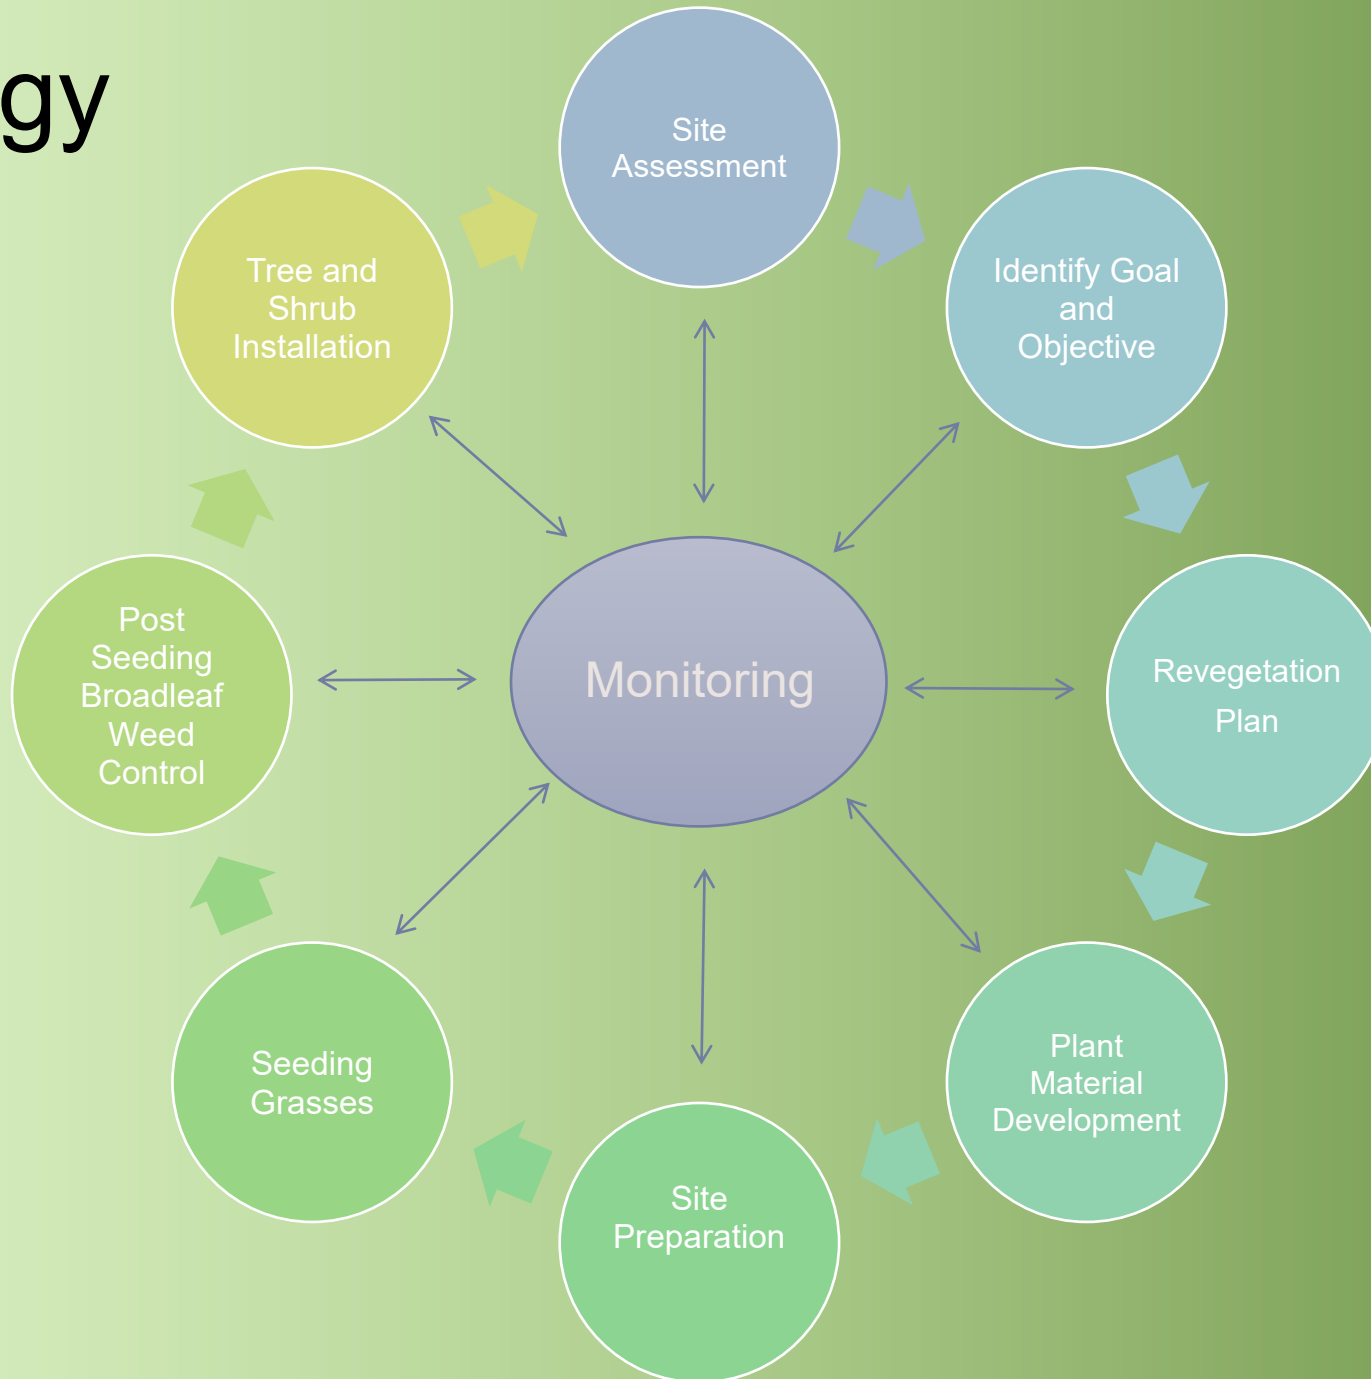 gy
Site
Assessment
Identify Goal
and
Objective
Revegetation
Plan
Plant
Material
Development
Site
Preparation
Seeding
Grasses
Post
Seeding
Broadleaf
Weed
Control
Tree and
Shrub
Installation
Monitoring